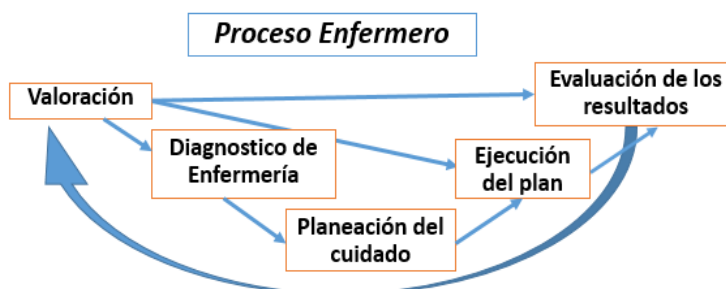 Proceso Enfermero
Valoración
Evaluación de los
resultados
Diagnostico de
Enfermería
Ejecución
del plan
Planeación del
cuidado